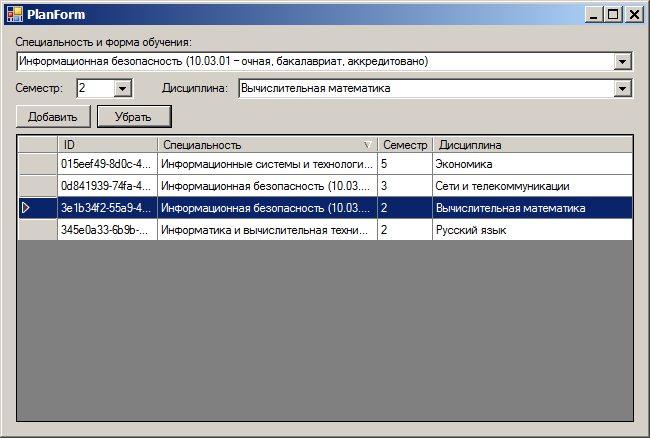 PlanForm
Специальность и форма обучения:
Информационная безопасность (10.03.01 – очная, бакалавриат, аккредитовано)
Семестр: 2 Дисциплина: Вычислительная математика
Добавить Убрать
ID Специальность Семестр Дисциплина
015eef49-8d0c-4... Информационные системы и технологи... 5 Экономика
0d841939-74fa-4... Информационная безопасность (10.03.... 3 Сети и телекоммуникации
3e1b34f2-55a9-4... Информационная безопасность (10.03.... 2 Вычислительная математика
345e0a33-6b9b-... Информатика и вычислительная техни... 2 Русский язык